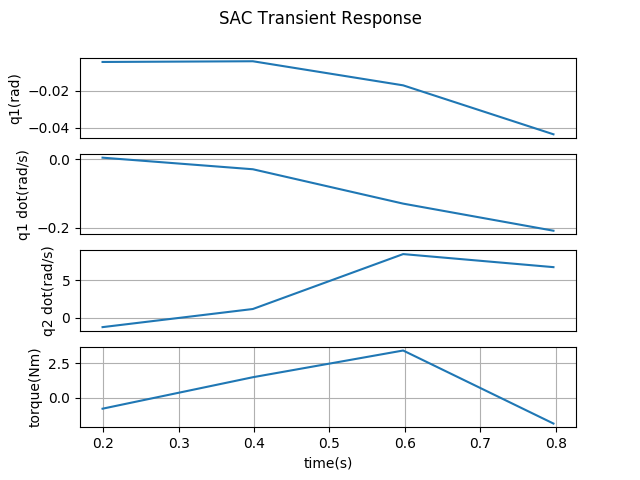 SAC Transient Response
q1(rad)
−0.02
−0.04
q1 dot(rad/s)
0.0
−0.2
q2 dot(rad/s)
5
0
torque(Nm)
2.5
0.0
0.2 0.3 0.4 0.5 0.6 0.7 0.8
time(s)